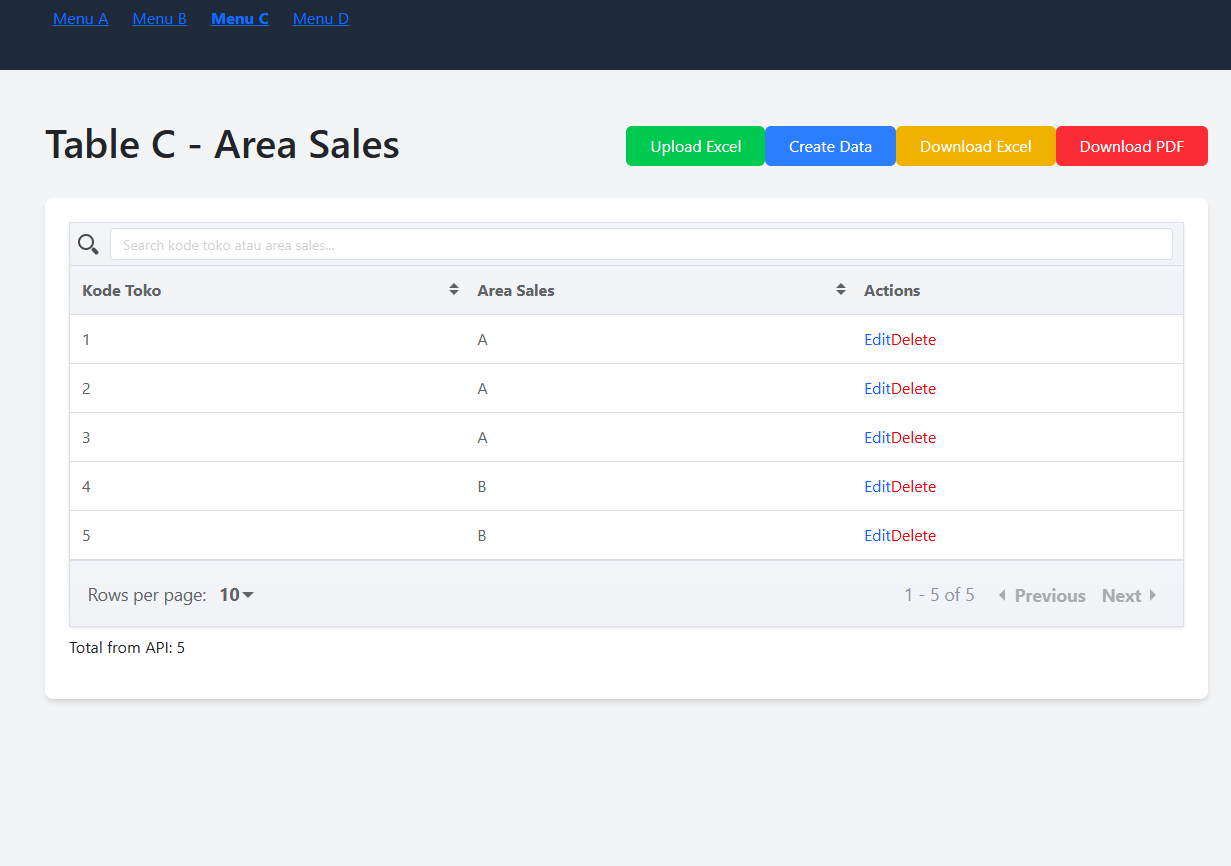 Menu A Menu B Menu C Menu D
Table C - Area Sales
Upload Excel Create Data Download Excel Download PDF
Search kode toko atau area sales...
Kode Toko Area Sales Actions
1 A EditDelete
2 A EditDelete
3 A EditDelete
4 B EditDelete
5 B EditDelete
Rows per page: 10 1 - 5 of 5 Previous Next
Total from API: 5